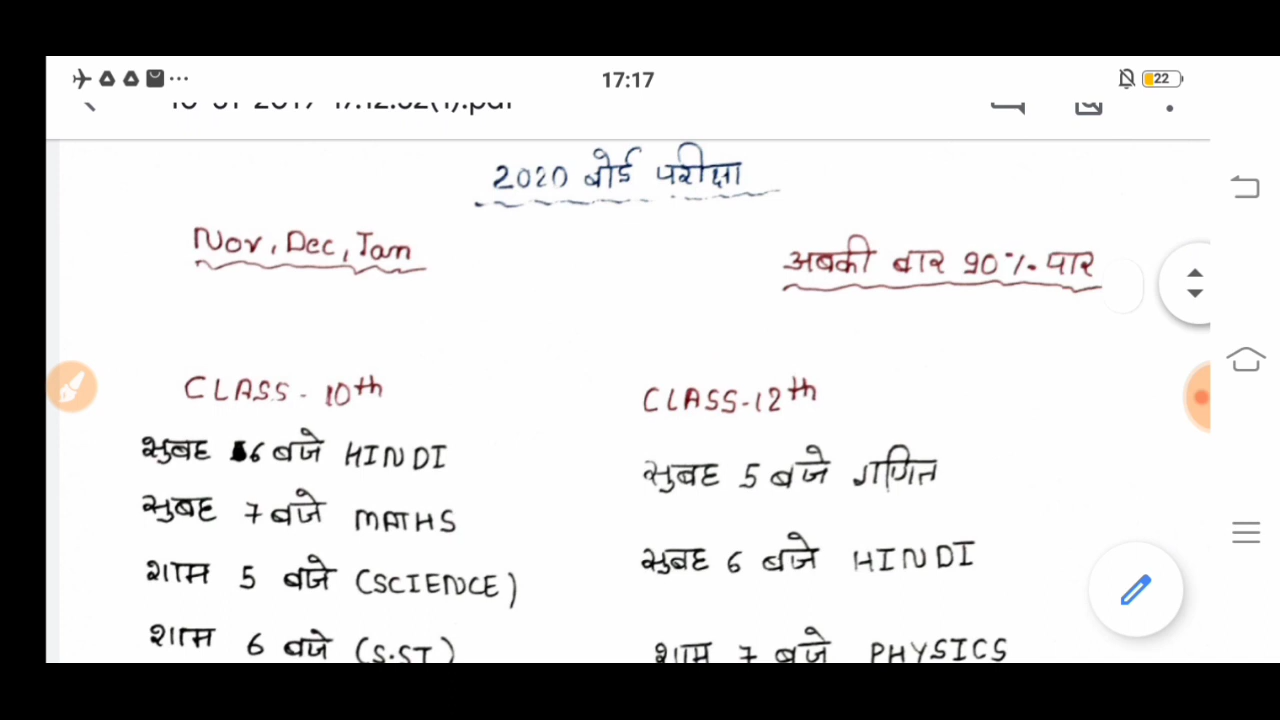 17:17
22
2020 बोर्ड परीक्षा
Nov, Dec, Jan
अबकी बार 90% पार
CLASS - 10th
सुबह 6 बजे HINDI
सुबह 7 बजे MATHS
शाम 5 बजे (SCIENCE)
शाम 6 बजे (S.ST)
CLASS-12th
सुबह 5 बजे गणित
सुबह 6 बजे HINDI
शाम 7 बजे PHYSICS